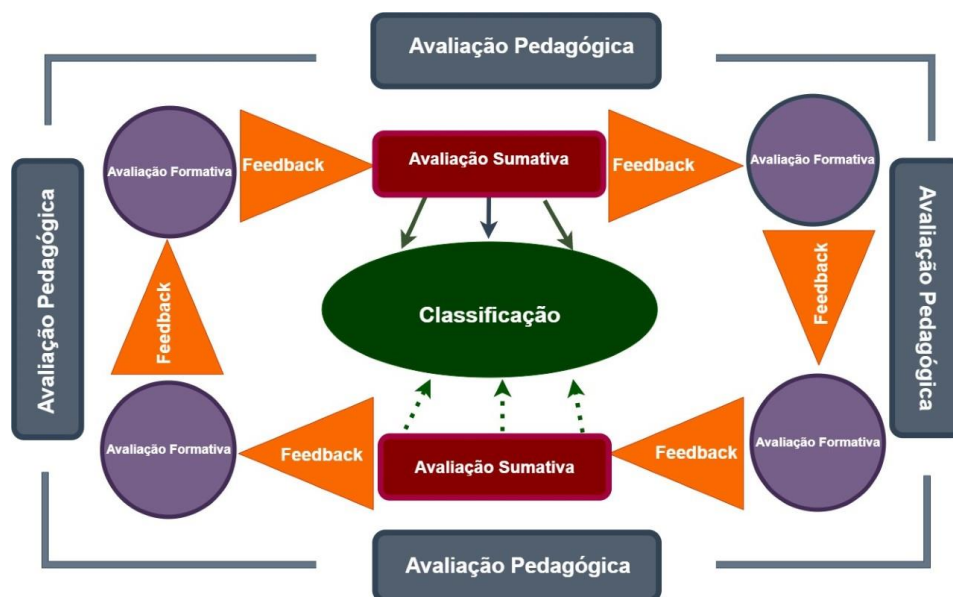 Avaliação Pedagógica
Avaliação Formativa
Feedback
Avaliação Sumativa
Feedback
Avaliação Formativa
Avaliação Pedagógica
Avaliação Pedagógica
Feedback
Classificação
Feedback
Avaliação Formativa
Feedback
Avaliação Sumativa
Feedback
Avaliação Formativa
Avaliação Pedagógica